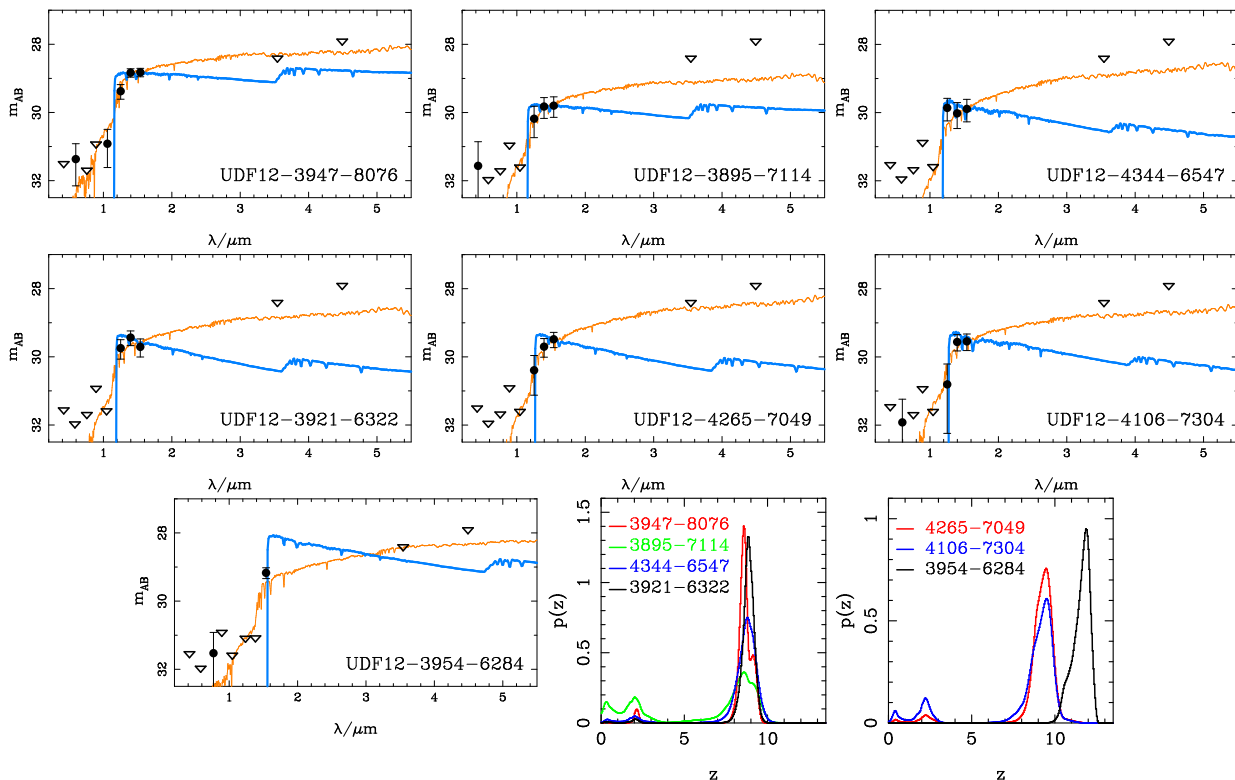 28
30
32
m_AB
UDF12-3947-8076
1 2 3 4 5
λ/μm
28
30
32
m_AB
UDF12-3895-7114
1 2 3 4 5
λ/μm
28
30
32
m_AB
UDF12-4344-6547
1 2 3 4 5
λ/μm
28
30
32
m_AB
UDF12-3921-6322
1 2 3 4 5
λ/μm
28
30
32
m_AB
UDF12-4265-7049
1 2 3 4 5
λ/μm
28
30
32
m_AB
UDF12-4106-7304
1 2 3 4 5
λ/μm
28
30
32
m_AB
UDF12-3954-6284
1 2 3 4 5
λ/μm
1.5
1
0.5
0
p(z)
3947-8076
3895-7114
4344-6547
3921-6322
0 5 10
z
1
0.5
0
p(z)
4265-7049
4106-7304
3954-6284
0 5 10
z